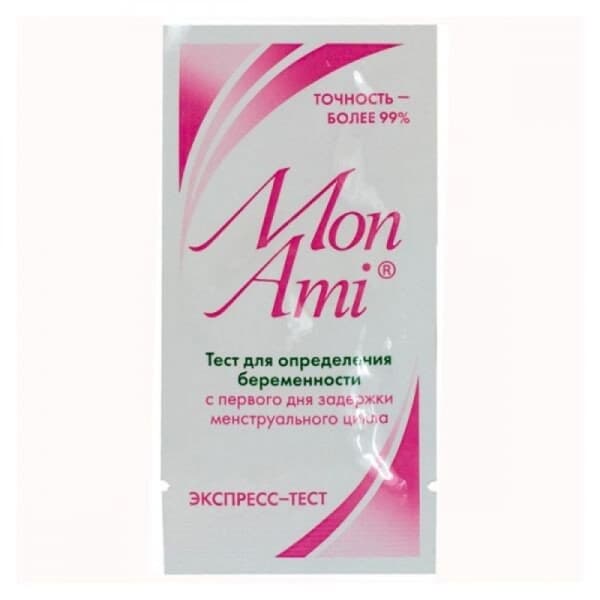 ТОЧНОСТЬ –
БОЛЕЕ 99%
Mon
Ami®
Тест для определения
беременности
с первого дня задержки
менструального цикла
ЭКСПРЕСС–ТЕСТ